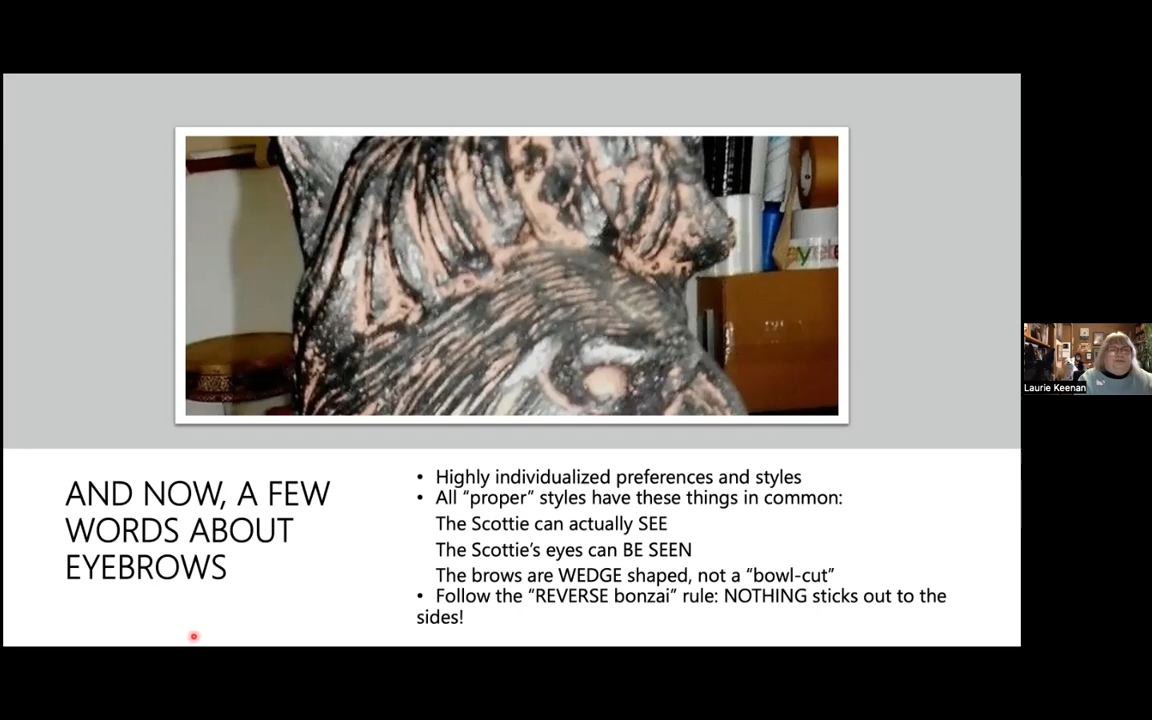 AND NOW, A FEW
WORDS ABOUT
EYEBROWS
• Highly individualized preferences and styles
• All “proper” styles have these things in common:
The Scottie can actually SEE
The Scottie’s eyes can BE SEEN
The brows are WEDGE shaped, not a “bowl-cut”
• Follow the “REVERSE bonzai” rule: NOTHING sticks out to the
sides!
Laurie Keenan